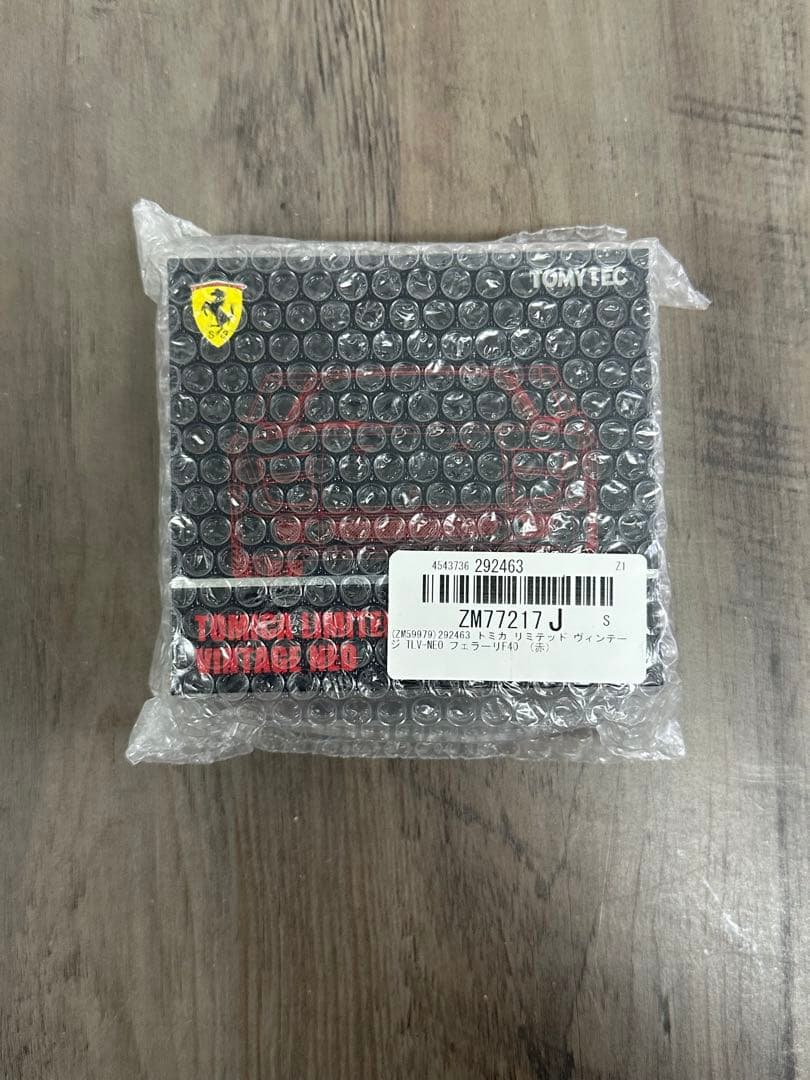 TOMYTEC
S F
4543736 292463 Z1
ZM77217 J S
(ZM59979)292463 トミカ リミテッド ヴィンテー
ジ TLV-NEO フェラーリF40 (赤)
TOMICA LIMITE
VINTAGE NEO